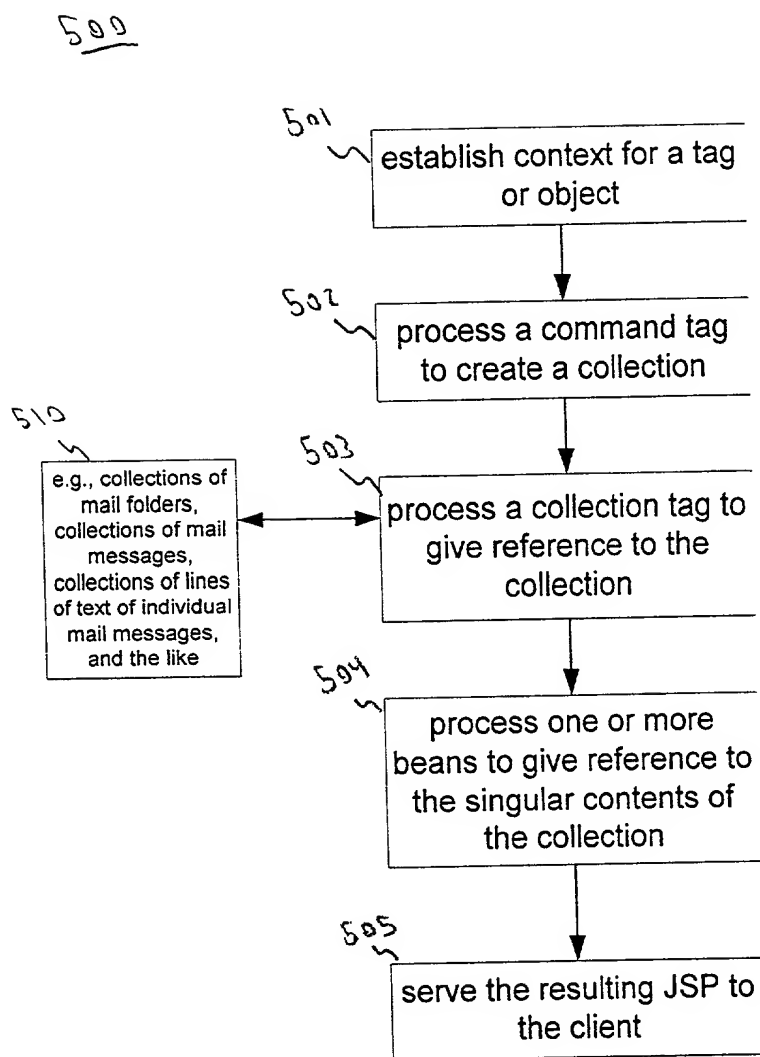 500
501
establish context for a tag
or object
502
process a command tag
to create a collection
510
e.g., collections of
mail folders,
collections of mail
messages,
collections of lines
of text of individual
mail messages,
and the like
503
process a collection tag to
give reference to the
collection
504
process one or more
beans to give reference to
the singular contents of
the collection
505
serve the resulting JSP to
the client